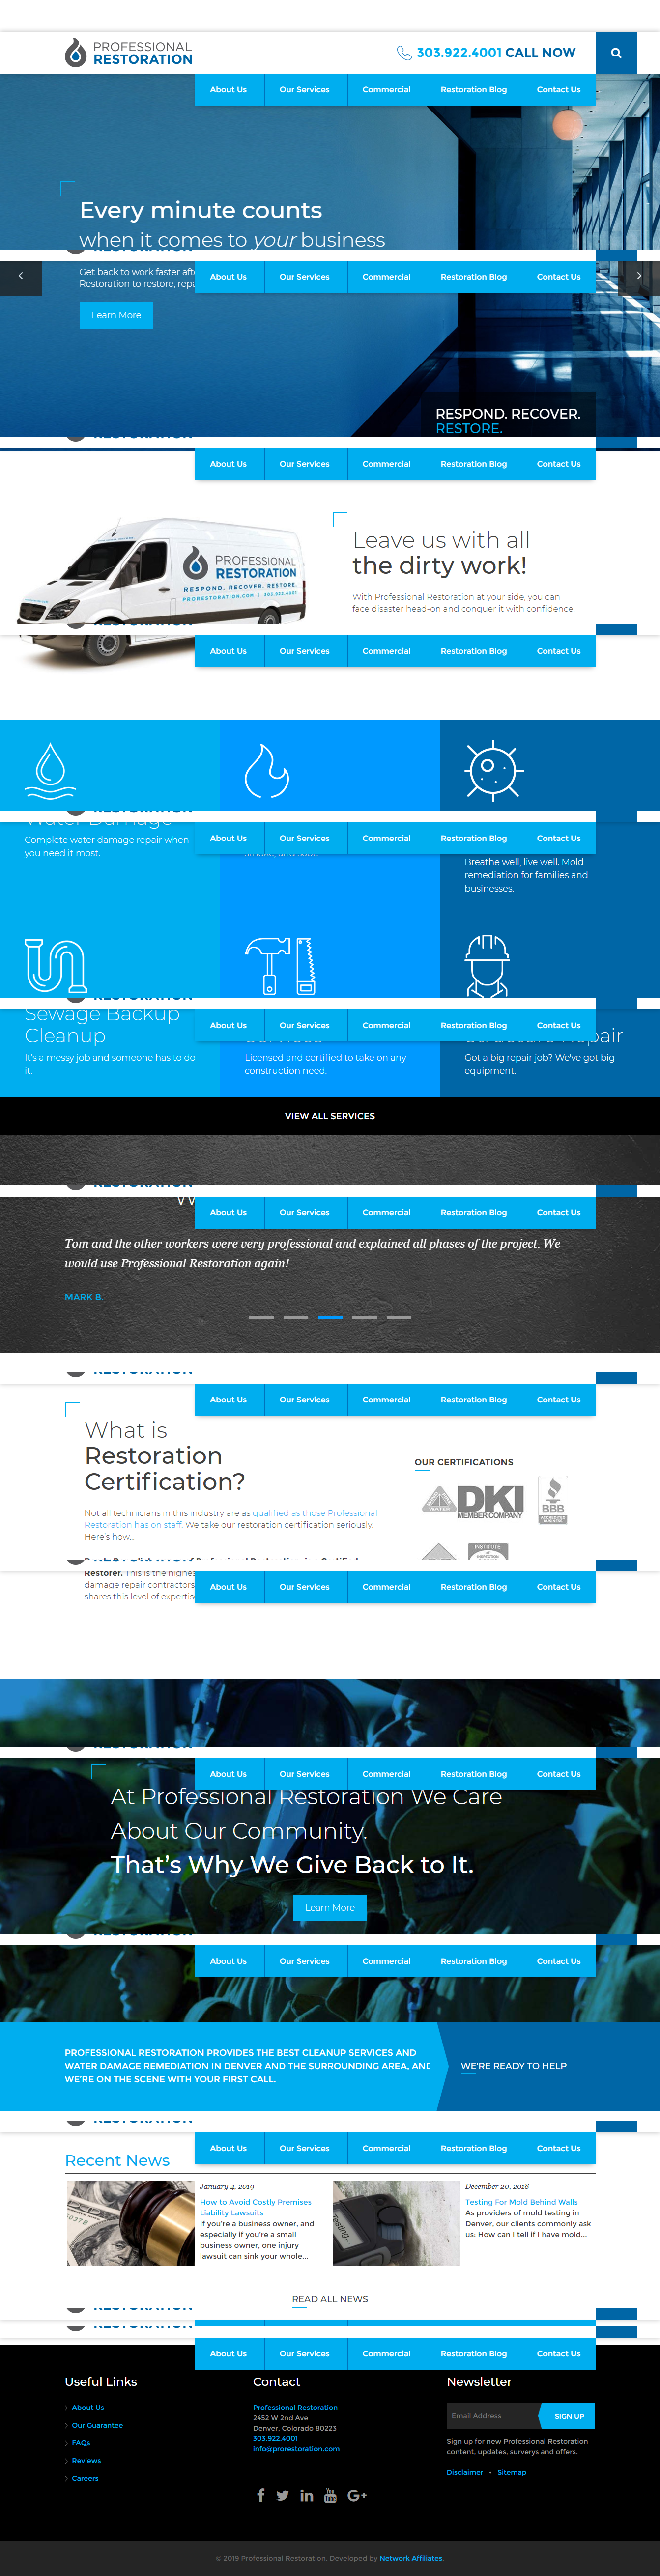 PROFESSIONAL
RESTORATION
303.922.4001 CALL NOW
About Us
Our Services
Commercial
Restoration Blog
Contact Us
Every minute counts
when it comes to your business
Get back to work faster
Restoration to restore,
About Us
Our Services
Commercial
Restoration Blog
Contact Us
Learn More
RESPOND. RECOVER.
RESTORE.
About Us
Our Services
Commercial
Restoration Blog
Contact Us
PROFESSIONAL
RESTORATION
RESPOND. RECOVER. RESTORE.
PRORESTORATION.COM | 303.922.4001
Leave us with all
the dirty work!
With Professional Restoration at your side, you can
face disaster head-on and conquer it with confidence.
About Us
Our Services
Commercial
Restoration Blog
Contact Us
Water Damage
Complete water damage repair when
you need it most.
About Us
Our Services
Commercial
Restoration Blog
Contact Us
smoke, and soot.
Breathe well, live well. Mold
remediation for families and
businesses.
Sewage Backup
Cleanup
It's a messy job and someone has to do
it.
About Us
Our Services
Commercial
Restoration Blog
Contact Us
Services
Licensed and certified to take on any
construction need.
Structure Repair
Got a big repair job? We've got big
equipment.
VIEW ALL SERVICES
About Us
Our Services
Commercial
Restoration Blog
Contact Us
Tom and the other workers were very professional and explained all phases of the project. We
would use Professional Restoration again!
MARK B.
About Us
Our Services
Commercial
Restoration Blog
Contact Us
What is
Restoration
Certification?
Not all technicians in this industry are as qualified as those Professional
Restoration has on staff. We take our restoration certification seriously.
Here's how...
OUR CERTIFICATIONS
DKI
MEMBER COMPANY
BBB
ACCREDITED
BUSINESS
INSTITUTE
Restorer. This is the highest
damage repair contractors
shares this level of
About Us
Our Services
Commercial
Restoration Blog
Contact Us
About Us
Our Services
Commercial
Restoration Blog
Contact Us
At Professional Restoration We Care
About Our Community.
That's Why We Give Back to It.
Learn More
About Us
Our Services
Commercial
Restoration Blog
Contact Us
PROFESSIONAL RESTORATION PROVIDES THE BEST CLEANUP SERVICES AND
WATER DAMAGE REMEDIATION IN DENVER AND THE SURROUNDING AREA, AND
WE'RE ON THE SCENE WITH YOUR FIRST CALL.
WE'RE READY TO HELP
About Us
Our Services
Commercial
Restoration Blog
Contact Us
Recent News
January 4, 2019
How to Avoid Costly Premises
Liability Lawsuits
If you're a business owner, and
especially if you're a small
business owner, one injury
lawsuit can sink your whole...
December 20, 2018
Testing For Mold Behind Walls
As providers of mold testing in
Denver, our clients commonly ask
us: How can I tell if I have mold...
READ ALL NEWS
About Us
Our Services
Commercial
Restoration Blog
Contact Us
Useful Links
About Us
Our Guarantee
FAQs
Reviews
Careers
Contact
Professional Restoration
2452 W 2nd Ave
Denver, Colorado 80223
303.922.4001
info@prorestoration.com
Newsletter
Email Address
SIGN UP
Sign up for new Professional Restoration
content, updates, surverys and offers.
Disclaimer • Sitemap
© 2019 Professional Restoration. Developed by Network Affiliates.